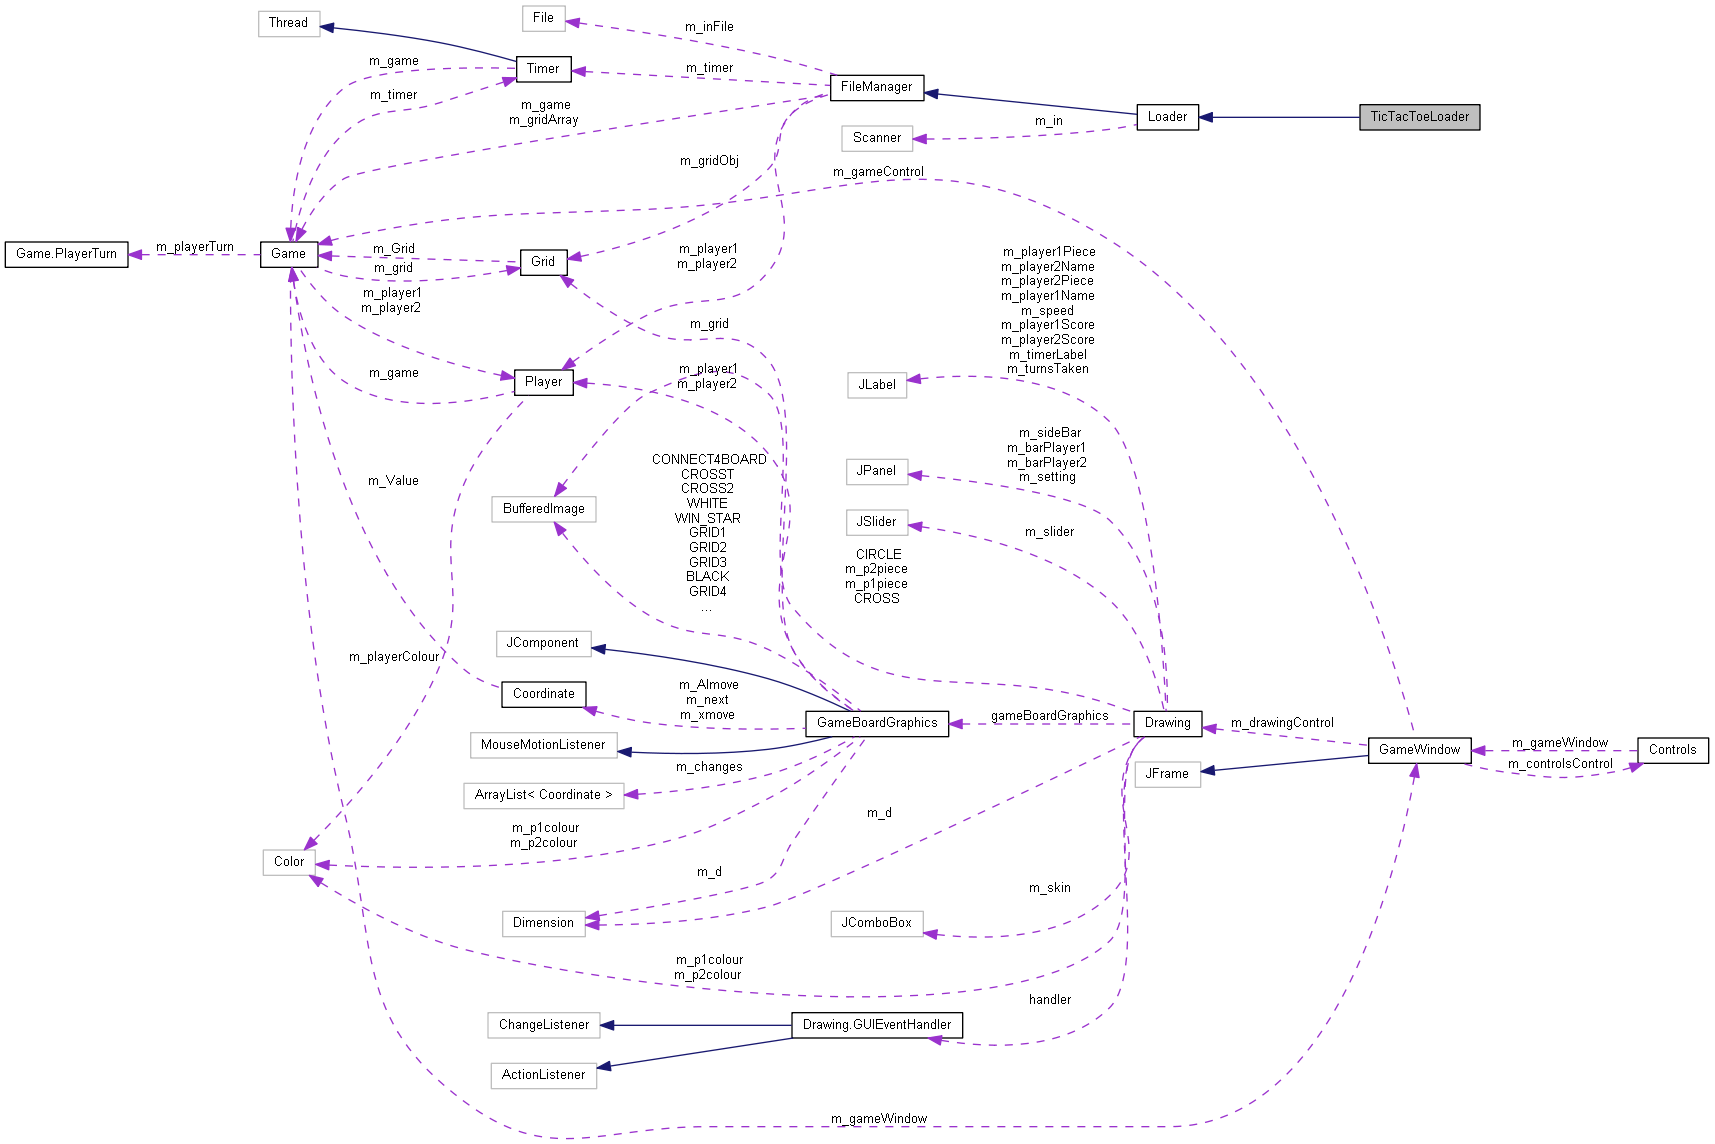 File
Thread
m_inFile
m_game
Timer
m_timer
FileManager
m_timer
m_game
m_gridArray
Loader
TicTacToeLoader
m_in
Scanner
m_gridObj
m_gameControl
m_playerTurn
Game.PlayerTurn
Game
m_Grid
m_grid
Grid
m_player1
m_player2
m_player1
m_player2
m_grid
m_player1Piece
m_player2Name
m_player2Piece
m_player1Name
m_speed
m_player1Score
m_player2Score
m_timerLabel
m_turnsTaken
m_game
Player
m_player1
m_player2
JLabel
m_sideBar
m_barPlayer1
m_barPlayer2
m_setting
JPanel
m_Value
CONNECT4BOARD
CROSST
CROSS2
WHITE
WIN_STAR
GRID1
GRID2
GRID3
BLACK
GRID4
...
BufferedImage
JSlider
m_slider
CIRCLE
m_p2piece
m_p1piece
CROSS
JComponent
m_playerColour
Coordinate
m_AImove
m_next
m_xmove
GameBoardGraphics
gameBoardGraphics
Drawing
m_drawingControl
GameWindow
m_gameWindow
m_controlsControl
Controls
MouseMotionListener
m_changes
JFrame
ArrayList< Coordinate >
m_d
m_p1colour
m_p2colour
Color
m_d
m_skin
Dimension
JComboBox
m_p1colour
m_p2colour
handler
ChangeListener
Drawing.GUIEventHandler
ActionListener
m_gameWindow